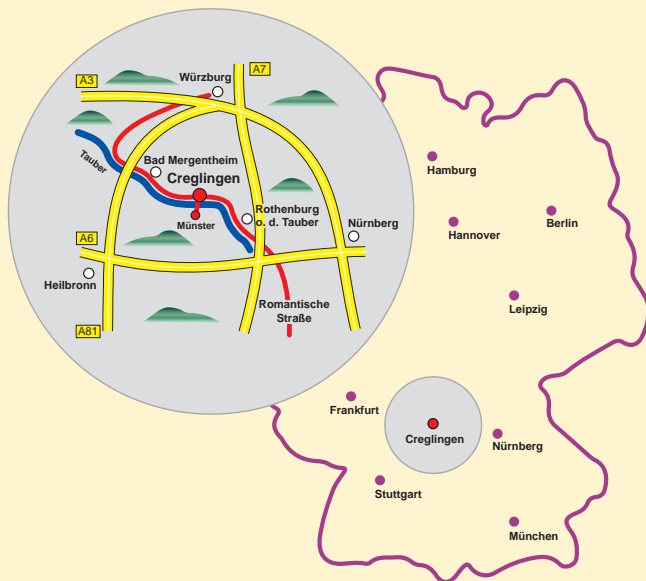 A3
Würzburg
A7
Tauber
Bad Mergentheim
Creglingen
Münster
Rothenburg
o. d. Tauber
Nürnberg
A6
Heilbronn
Romantische
Straße
A81
Hamburg
Hannover
Berlin
Leipzig
Frankfurt
Creglingen
Nürnberg
Stuttgart
München